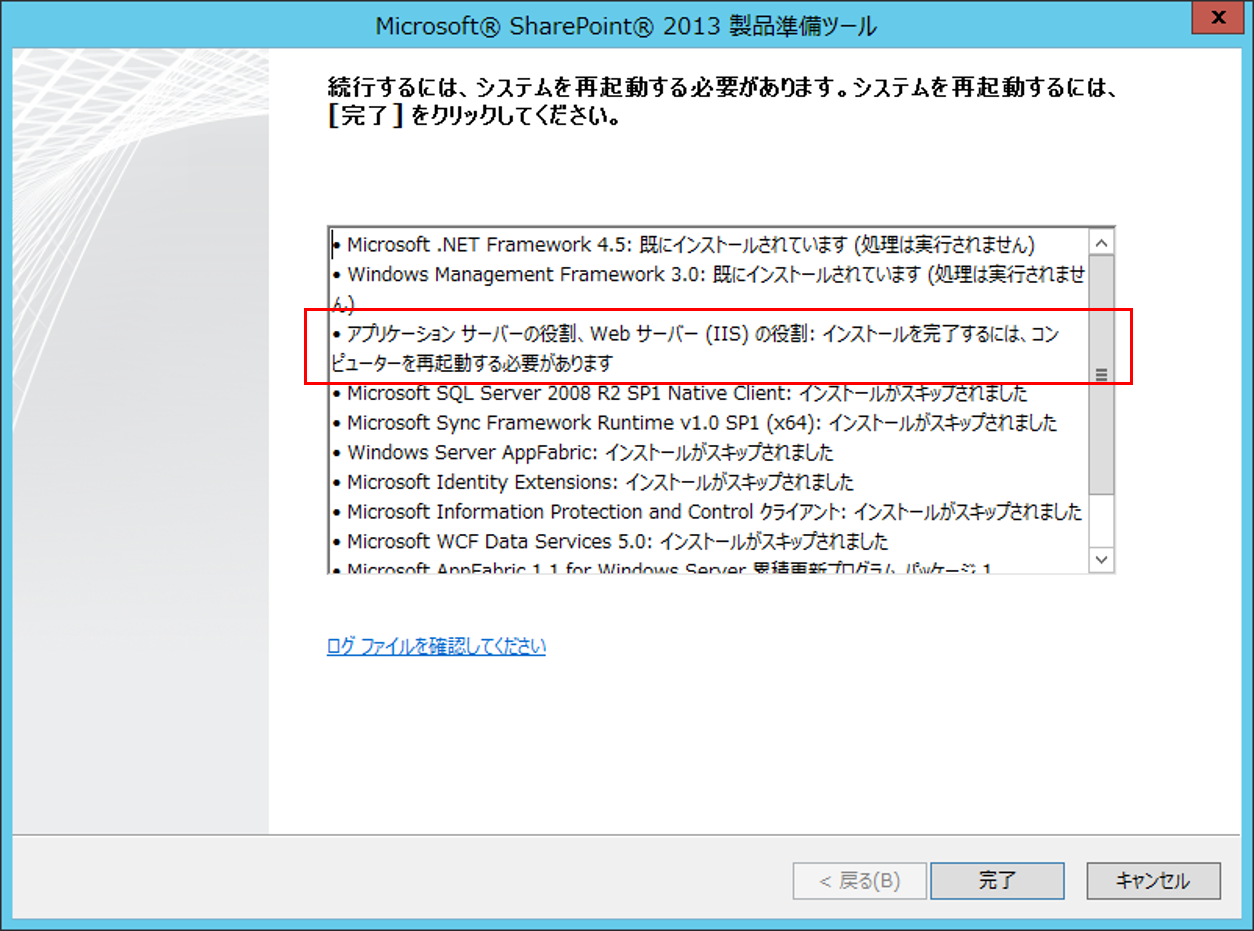 Microsoft® SharePoint® 2013 製品準備ツール
x
続行するには、システムを再起動する必要があります。システムを再起動するには、
[完了] をクリックしてください。
• Microsoft .NET Framework 4.5: 既にインストールされています (処理は実行されません)
• Windows Management Framework 3.0: 既にインストールされています (処理は実行されませ
ん)
• アプリケーション サーバーの役割、Web サーバー (IIS) の役割: インストールを完了するには、コン
ピューターを再起動する必要があります
• Microsoft SQL Server 2008 R2 SP1 Native Client: インストールがスキップされました
• Microsoft Sync Framework Runtime v1.0 SP1 (x64): インストールがスキップされました
• Windows Server AppFabric: インストールがスキップされました
• Microsoft Identity Extensions: インストールがスキップされました
• Microsoft Information Protection and Control クライアント: インストールがスキップされました
• Microsoft WCF Data Services 5.0: インストールがスキップされました
• Microsoft AppFabric 1.1 for Windows Server 累積更新プログラム パッケージ 1
ログ ファイルを確認してください
< 戻る(B)
完了
キャンセル